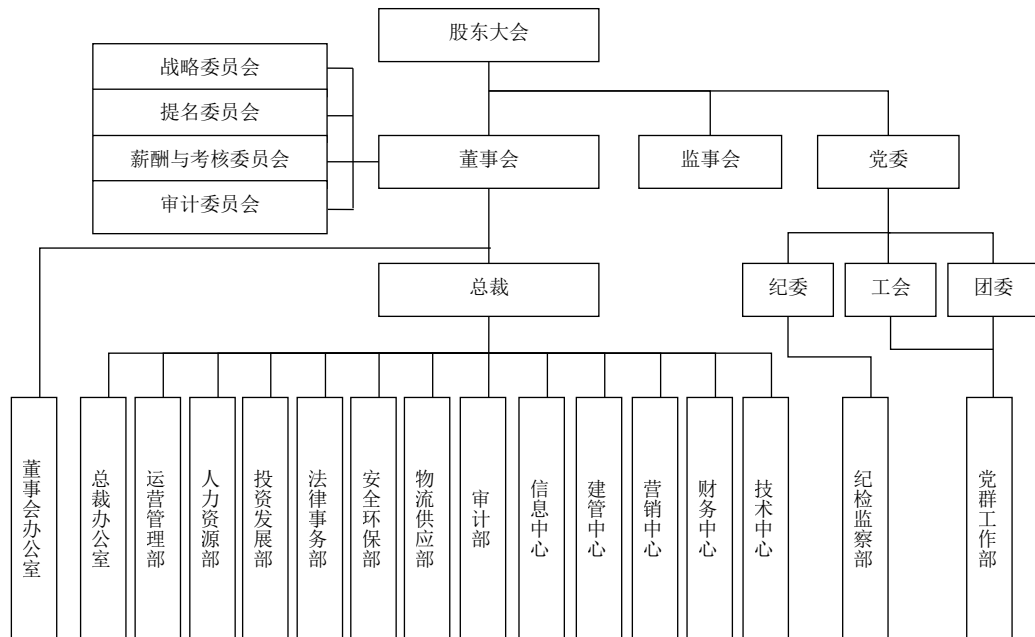 股东大会
战略委员会
提名委员会
薪酬与考核委员会
审计委员会
董事会
监事会
党委
总裁
纪委
工会
团委
董事会办公室
总裁办公室
运营管理部
人力资源部
投资发展部
法律事务部
安全环保部
物流供应部
审计部
信息中心
建管中心
营销中心
财务中心
技术中心
纪检监察部
党群工作部